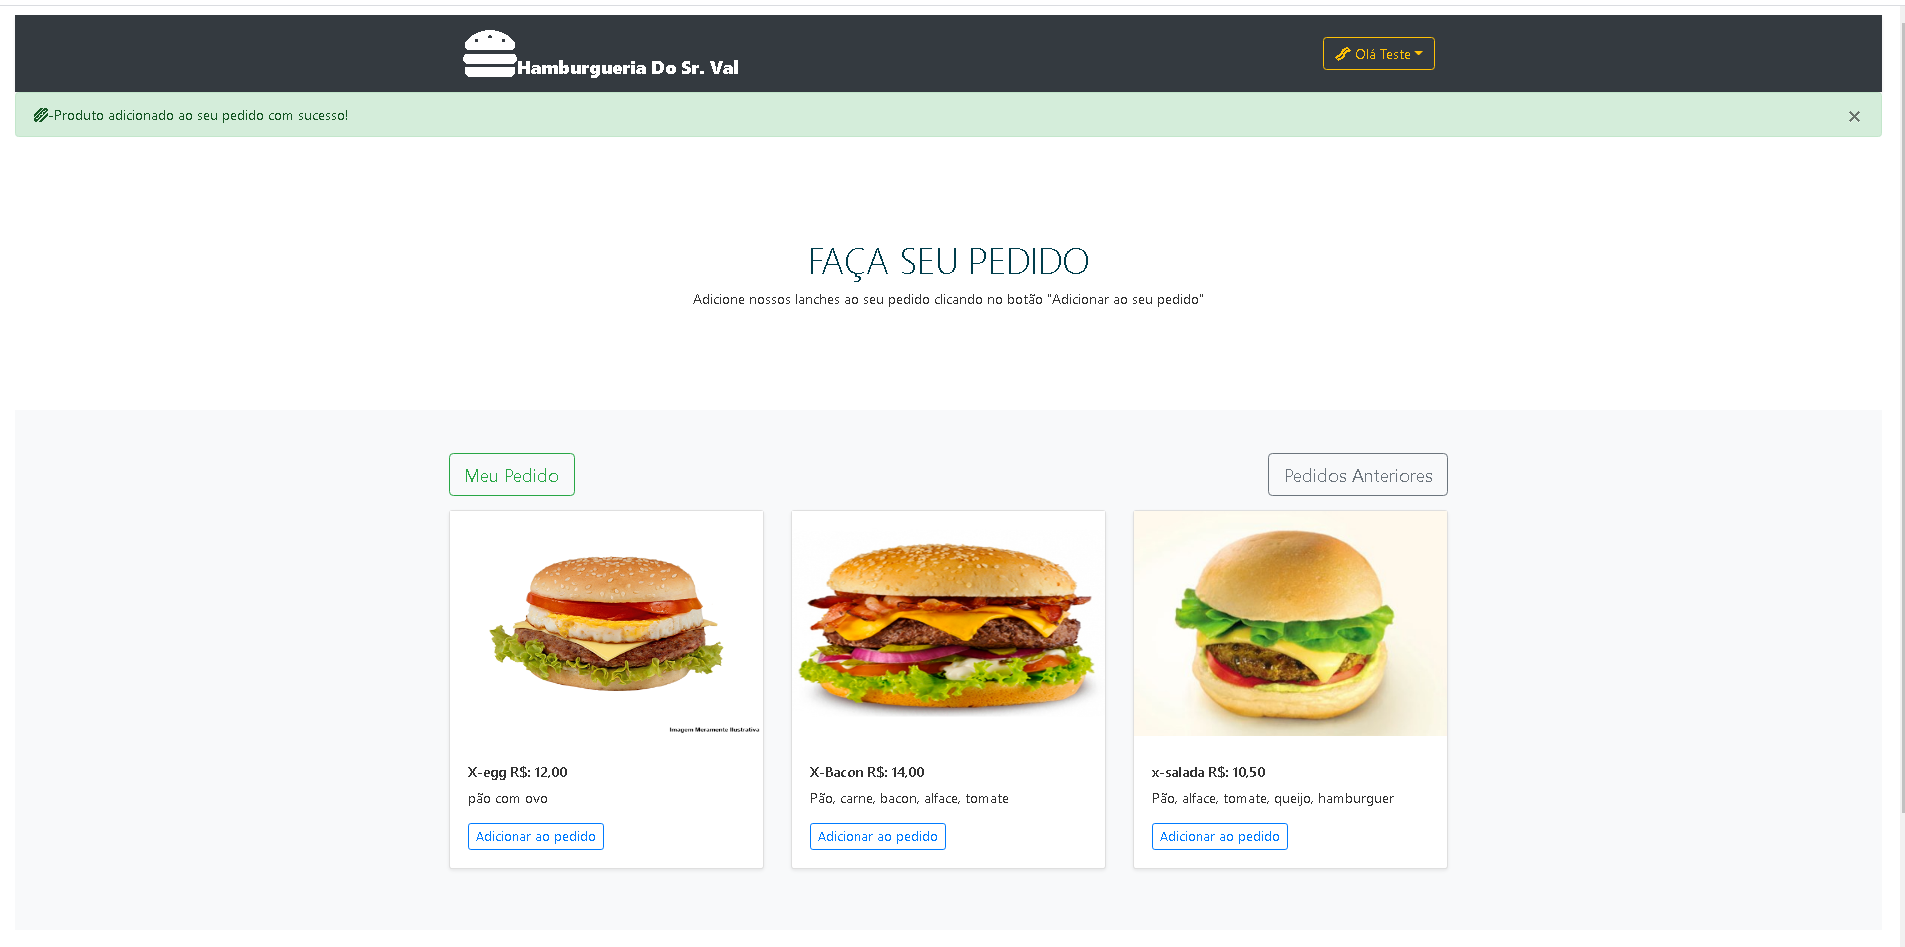 Hamburgueria Do Sr. Val
Olá Teste
-Produto adicionado ao seu pedido com sucesso!
×
FAÇA SEU PEDIDO
Adicione nossos lanches ao seu pedido clicando no botão "Adicionar ao seu pedido"
Meu Pedido
Pedidos Anteriores
Imagem Meramente Ilustrativa
X-egg R$: 12,00
pão com ovo
Adicionar ao pedido
X-Bacon R$: 14,00
Pão, carne, bacon, alface, tomate
Adicionar ao pedido
x-salada R$: 10,50
Pão, alface, tomate, queijo, hamburguer
Adicionar ao pedido